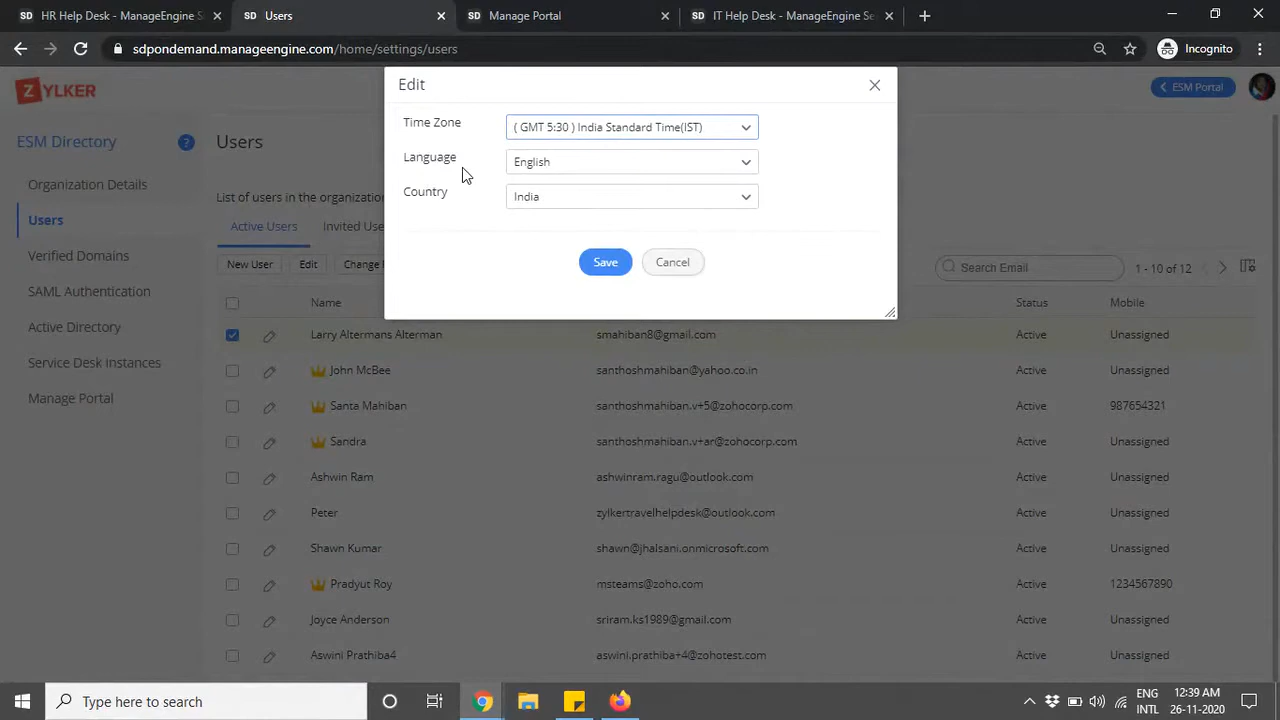 HR Help Desk - ManageEngine S
Users
Manage Portal
IT Help Desk - ManageEngine Se
sdpondemand.manageengine.com/home/settings/users
Incognito
ZYLKER
Edit
ESM Portal
Time Zone
( GMT 5:30 ) India Standard Time(IST)
Language
English
Country
India
Save
Cancel
ESM Directory
?
Organization Details
Users
Verified Domains
SAML Authentication
Active Directory
Service Desk Instances
Manage Portal
Users
List of users in the organization
Active Users
Invited Use
New User
Edit
Change
Search Email
1 - 10 of 12
Name
Status
Mobile
Larry Altermans Alterman
smahiban8@gmail.com
Active
Unassigned
John McBee
santhoshmahiban@yahoo.co.in
Active
Unassigned
Santa Mahiban
santhoshmahiban.v+5@zohocorp.com
Active
987654321
Sandra
santhoshmahiban.v+ar@zohocorp.com
Active
Unassigned
Ashwin Ram
ashwinram.ragu@outlook.com
Active
Unassigned
Peter
zylkertravelhelpdesk@outlook.com
Active
Unassigned
Shawn Kumar
shawn@jhalsani.onmicrosoft.com
Active
Unassigned
Pradyut Roy
msteams@zoho.com
Active
1234567890
Joyce Anderson
sriram.ks1989@gmail.com
Active
Unassigned
Aswini Prathiba4
aswini.prathiba+4@zohotest.com
Active
Unassigned
Type here to search
ENG
INTL
12:39 AM
26-11-2020